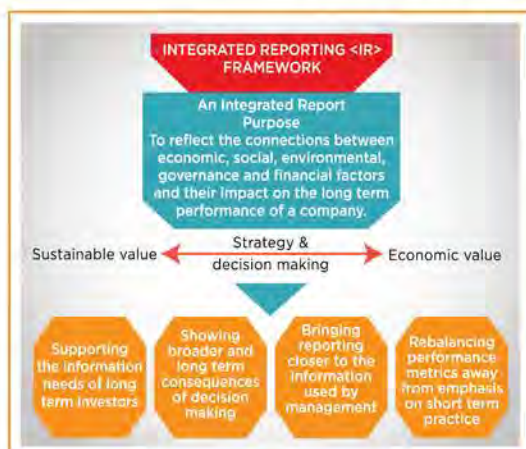 INTEGRATED REPORTING <IR>
FRAMEWORK
An Integrated Report
Purpose
To reflect the connections between
economic, social, environmental,
governance and financial factors
and their impact on the long term
performance of a company.
Sustainable value
Strategy &
decision making
Economic value
Supporting
the information
needs of long
term investors
Showing
broader and
long term
consequences
of decision
making
Bringing
reporting
closer to the
information
used by
management
Rebalancing
performance
metrics away
from emphasis
on short term
practice